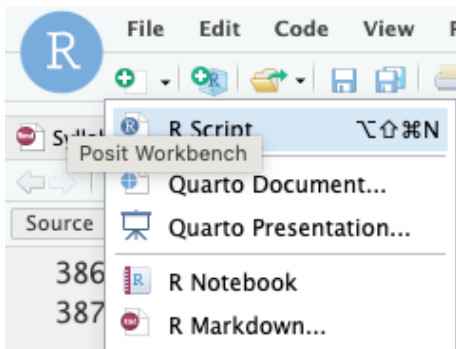 R
File Edit Code View
R Script ⌥⇧⌘N
Posit Workbench
Quarto Document...
Source
Quarto Presentation...
386
R Notebook
387
R Markdown...